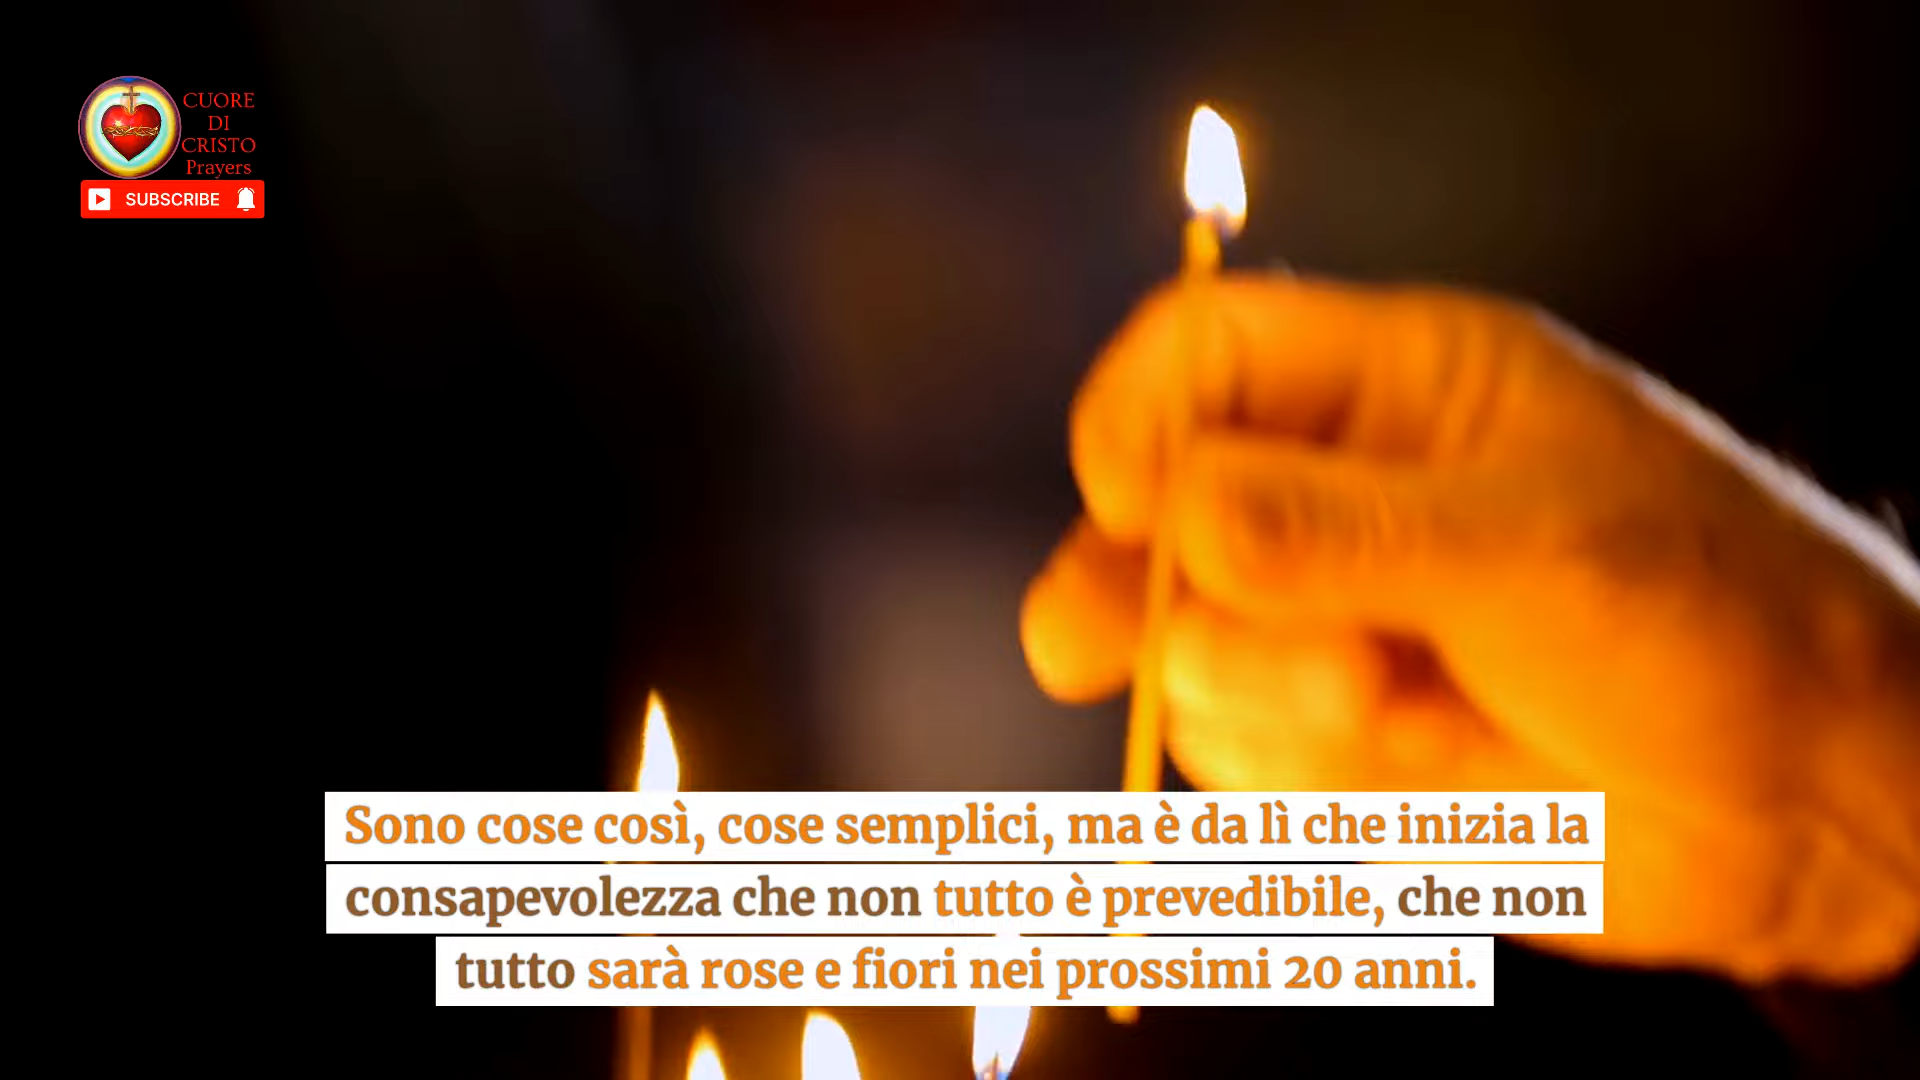 CUORE
DI
CRISTO
Prayers
SUBSCRIBE
Sono cose così, cose semplici, ma è da lì che inizia la
consapevolezza che non tutto è prevedibile, che non
tutto sarà rose e fiori nei prossimi 20 anni.